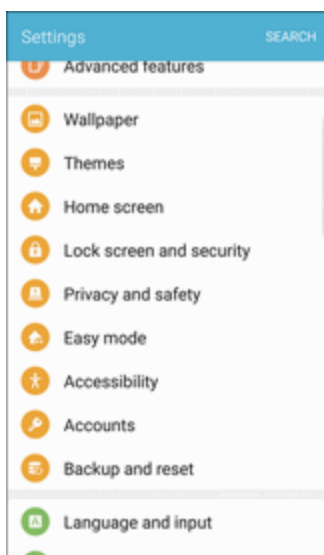 Settings
SEARCH
Advanced features
Wallpaper
Themes
Home screen
Lock screen and security
Privacy and safety
Easy mode
Accessibility
Accounts
Backup and reset
Language and input